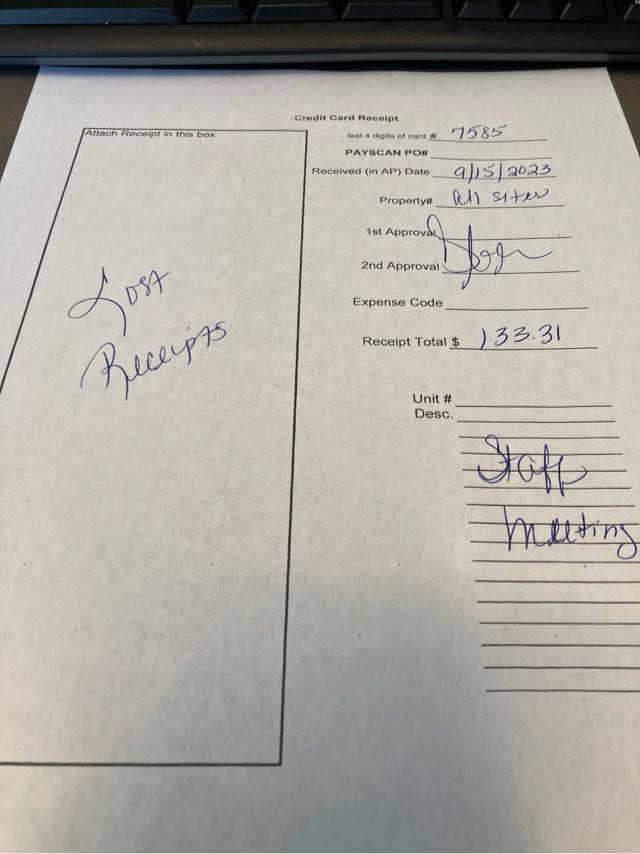 Credit Card Receipt
Attach Receipt in this box
last 4 digits of card # 7585
PAYSCAN PO#
Received (in AP) Date 9/15/2023
Property# All sites
1st Approval
2nd Approval
Expense Code
Receipt Total $ 133.31
Lost
Receipts
Unit #
Desc.
Staff
Meeting